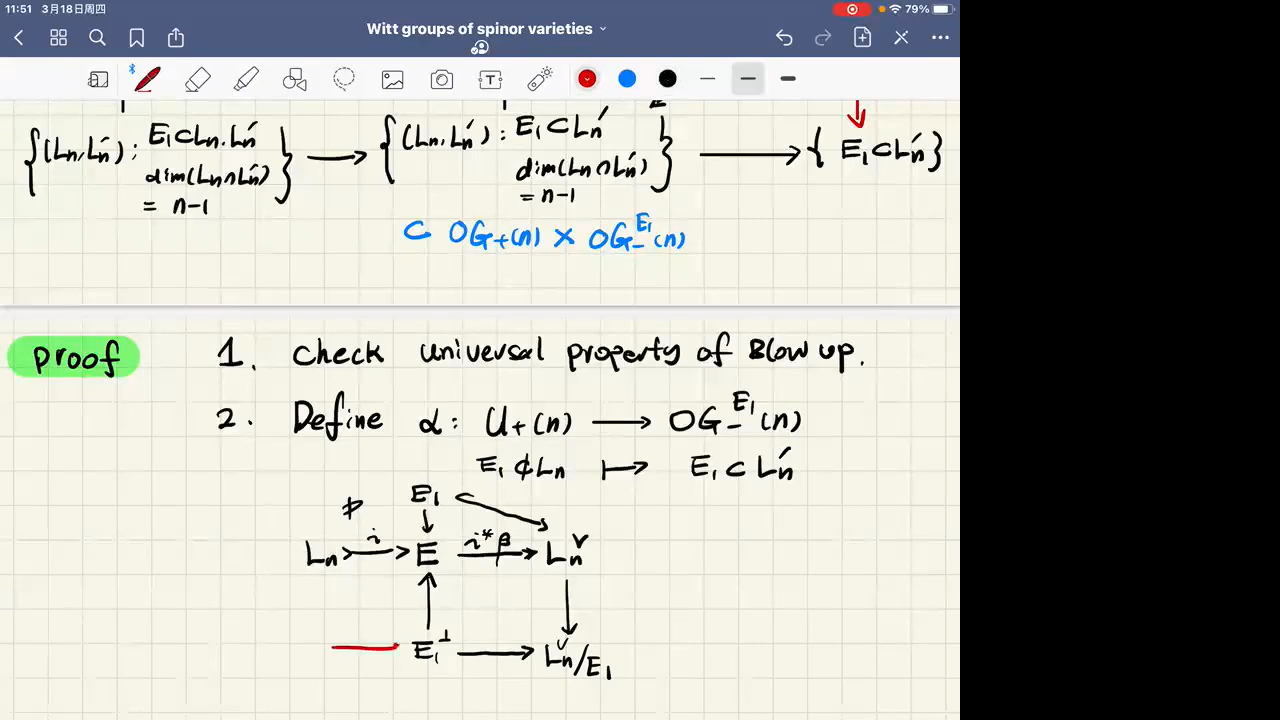 11:51 3月18日周四
79%
Witt groups of spinor varieties
{(Ln, Ln') : E1 ⊂ Ln, Ln' dim(Ln ∩ Ln') = n-1} → {(Ln, Ln') : E1 ⊂ Ln' dim(Ln ∩ Ln') = n-1} → {E1 ⊂ Ln'}
⊂ OG+(n) × OG-^E1(n)
Proof
1. Check universal property of Blow up.
2. Define α: U+(n) → OG-^E1(n)
E1 ⊄ Ln ↦ E1 ⊂ Ln'
E1
Ln i E i*β Ln^∨
E1^⊥ → Ln^∨/E1